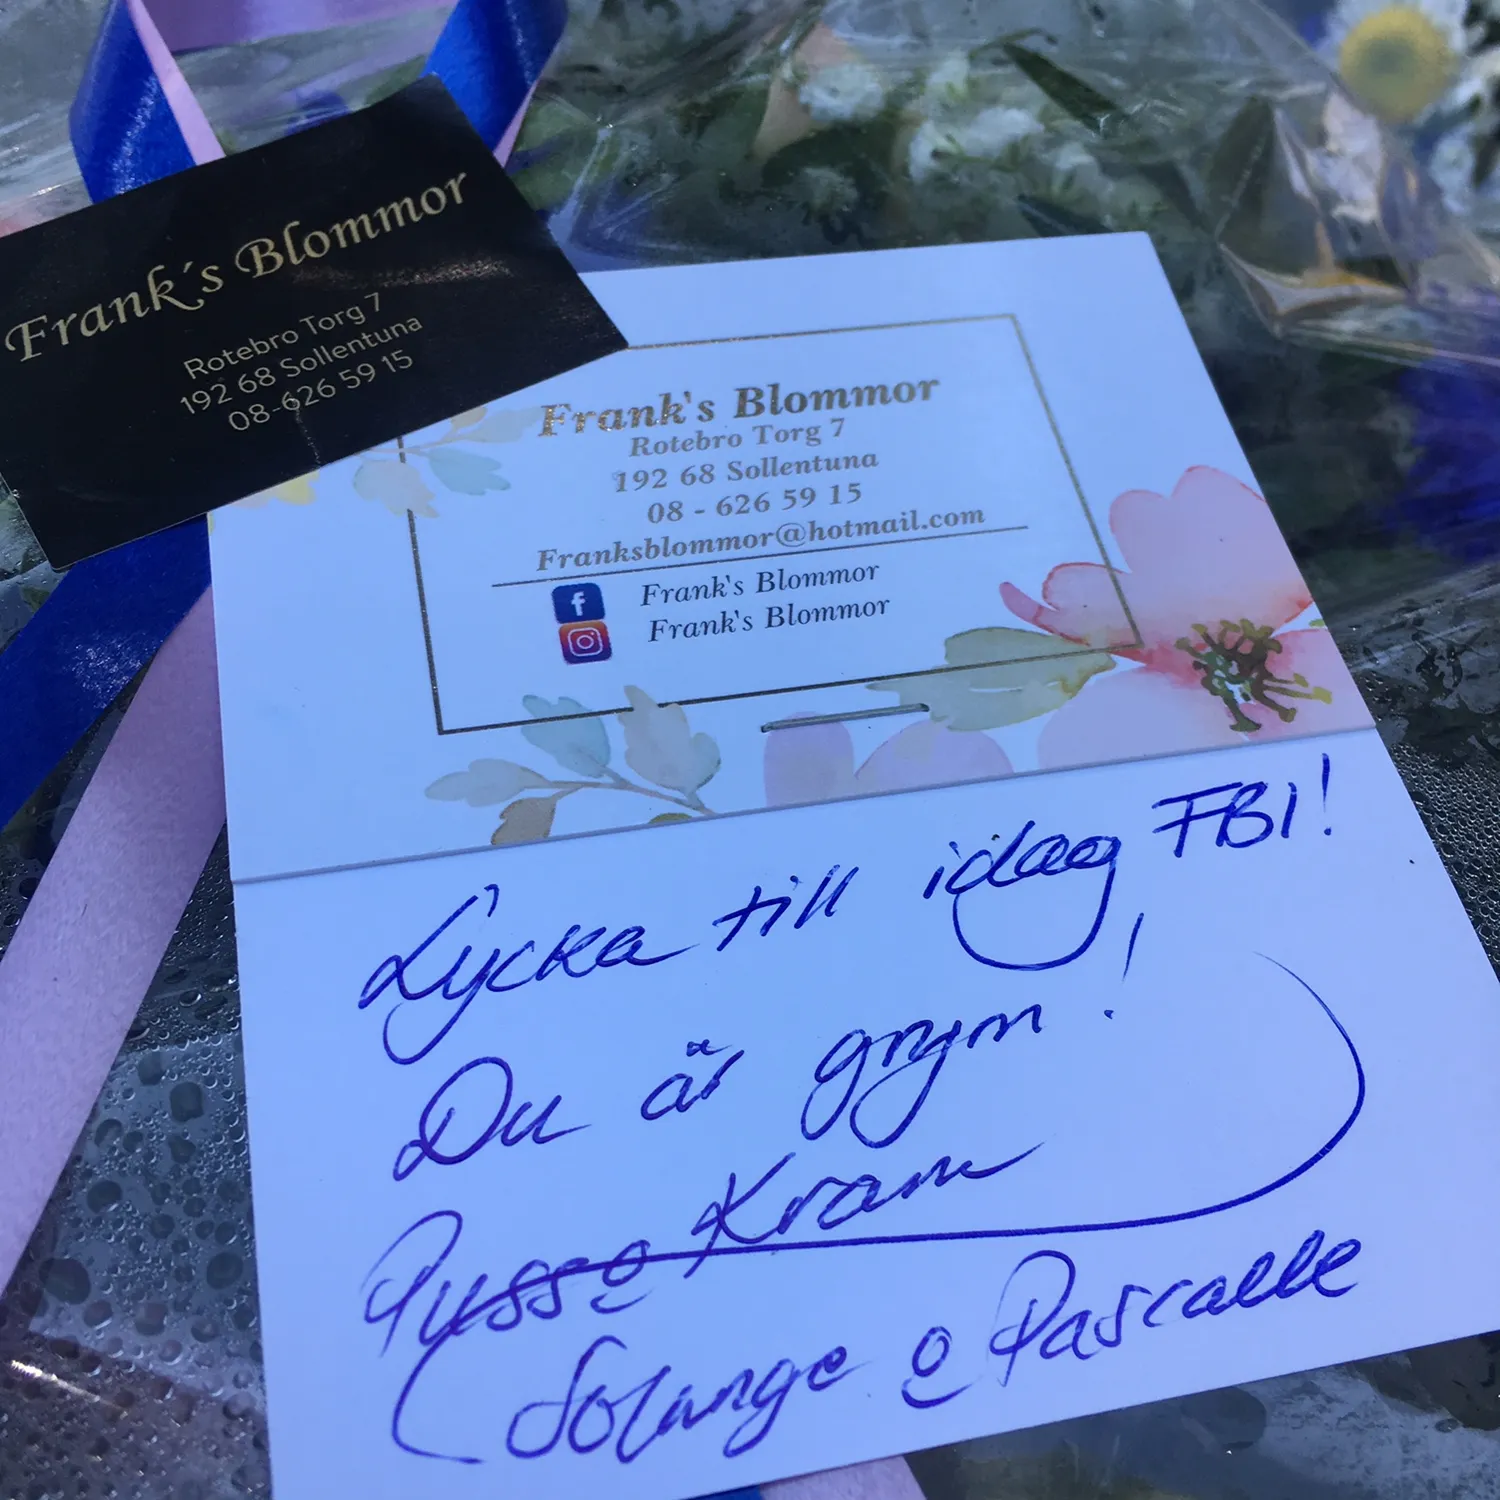 Frank´s Blommor
Rotebro Torg 7
192 68 Sollentuna
08-626 59 15
Frank's Blommor
Rotebro Torg 7
192 68 Sollentuna
08 - 626 59 15
Franksblommor@hotmail.com
Frank's Blommor
Frank's Blommor
Lycka till idag FBI!
Du är grym!
Puss o Kram
Solange o Pascalle